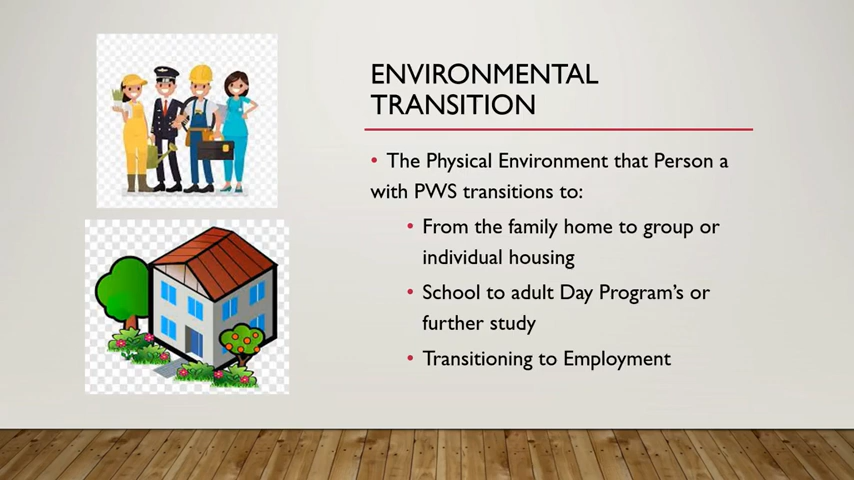 ENVIRONMENTAL
TRANSITION
• The Physical Environment that Person a
with PWS transitions to:
• From the family home to group or
individual housing
• School to adult Day Program's or
further study
• Transitioning to Employment